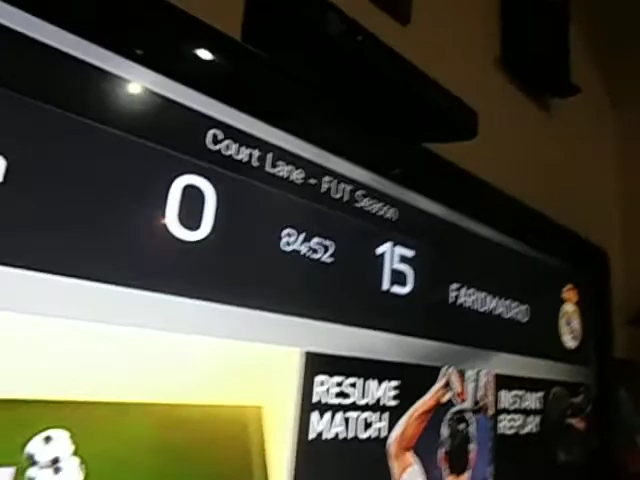 Court Lane - FUT Season
0 84:52 15 FARIDMADRID
RESUME
MATCH
INSTANT
REPLAY